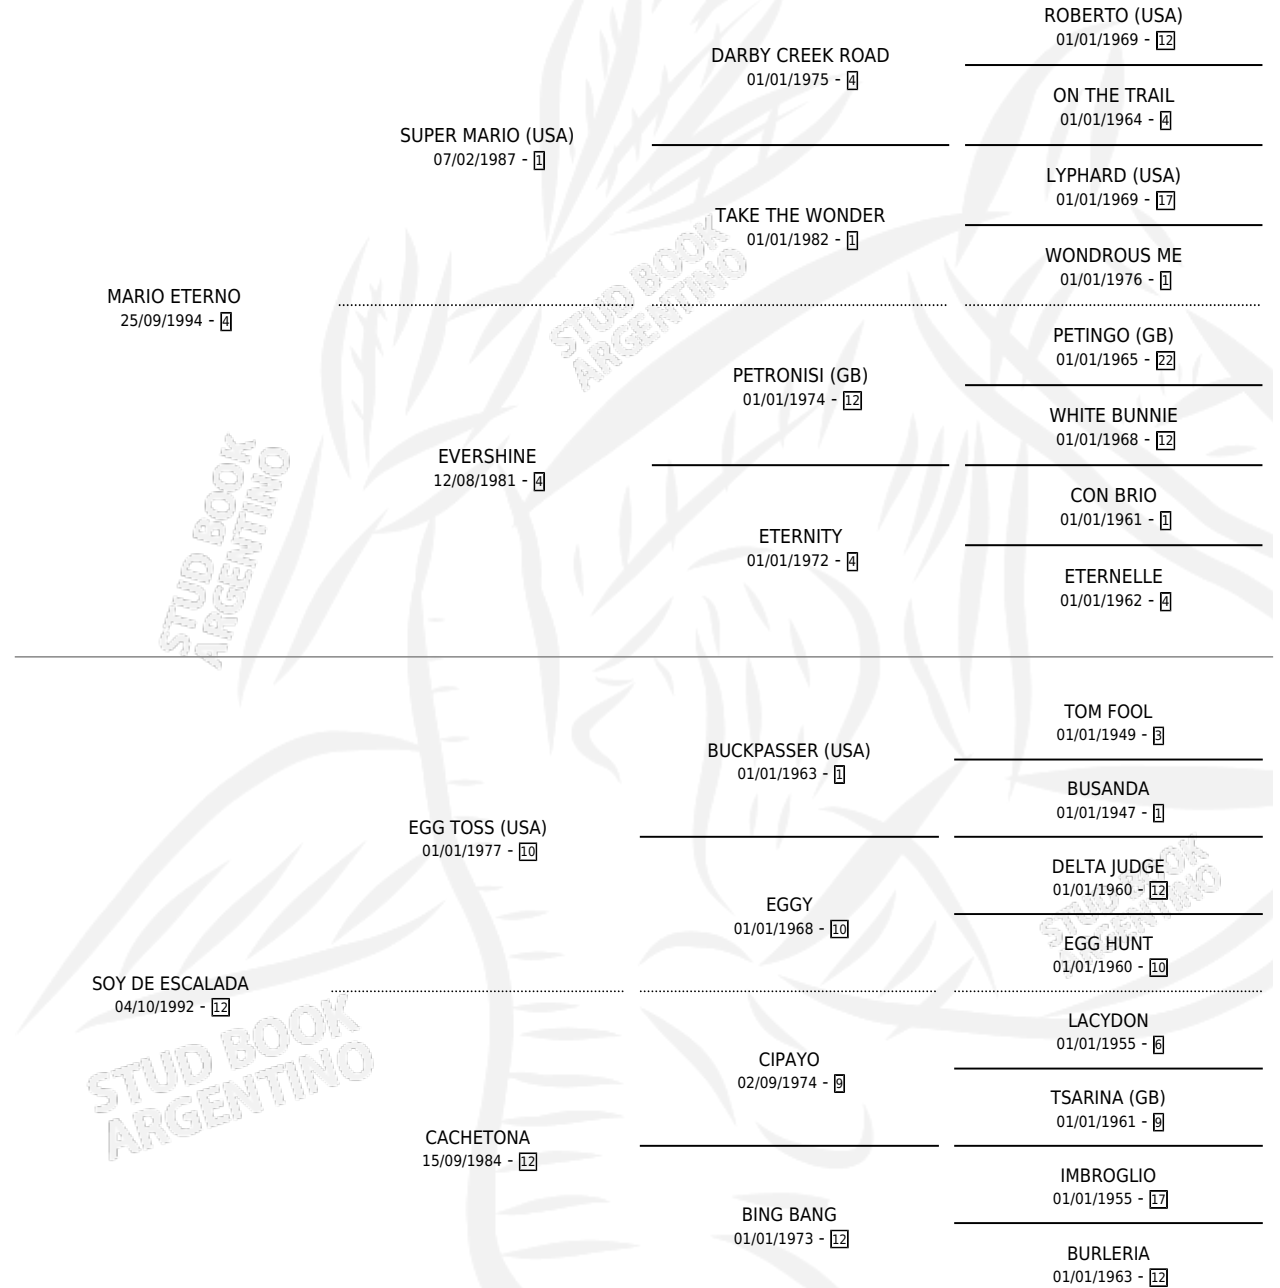 ROBERTO (USA)
01/01/1969 - 12
DARBY CREEK ROAD
01/01/1975 - 4
ON THE TRAIL
01/01/1964 - 4
SUPER MARIO (USA)
07/02/1987 - 1
LYPHARD (USA)
01/01/1969 - 17
TAKE THE WONDER
01/01/1982 - 1
WONDROUS ME
01/01/1976 - 1
MARIO ETERNO
25/09/1994 - 4
STUD BOOK
ARGENTINO
PETINGO (GB)
01/01/1965 - 22
PETRONISI (GB)
01/01/1974 - 12
WHITE BUNNIE
01/01/1968 - 12
EVERSHINE
12/08/1981 - 4
CON BRIO
01/01/1961 - 1
ETERNITY
01/01/1972 - 4
ETERNELLE
01/01/1962 - 4
STUD BOOK
ARGENTINO
TOM FOOL
01/01/1949 - 3
BUCKPASSER (USA)
01/01/1963 - 1
BUSANDA
01/01/1947 - 1
EGG TOSS (USA)
01/01/1977 - 10
DELTA JUDGE
01/01/1960 - 12
EGGY
01/01/1968 - 10
EGG HUNT
01/01/1960 - 10
STUD BOOK
ARGENTINO
SOY DE ESCALADA
04/10/1992 - 12
LACYDON
01/01/1955 - 6
CIPAYO
02/09/1974 - 9
TSARINA (GB)
01/01/1961 - 9
STUD BOOK
ARGENTINO
CACHETONA
15/09/1984 - 12
IMBROGLIO
01/01/1955 - 17
BING BANG
01/01/1973 - 12
BURLERIA
01/01/1963 - 12